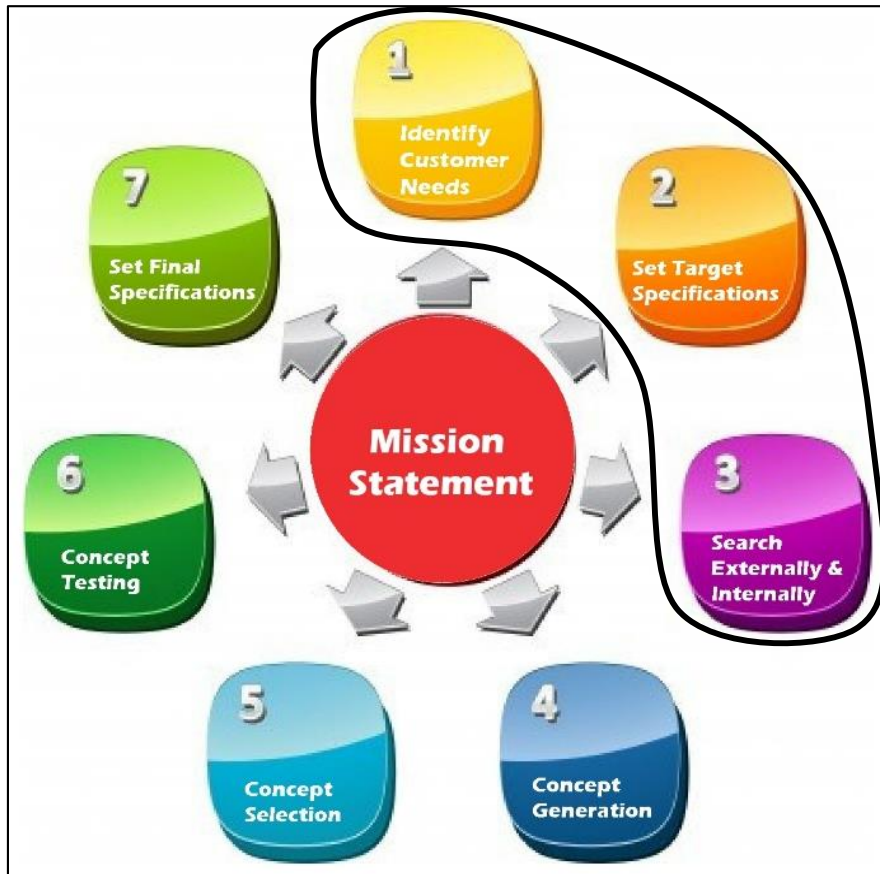 1
Identify
Customer
Needs
2
Set Target
Specifications
3
Search
Externally &
Internally
4
Concept
Generation
5
Concept
Selection
6
Concept
Testing
7
Set Final
Specifications
Mission
Statement